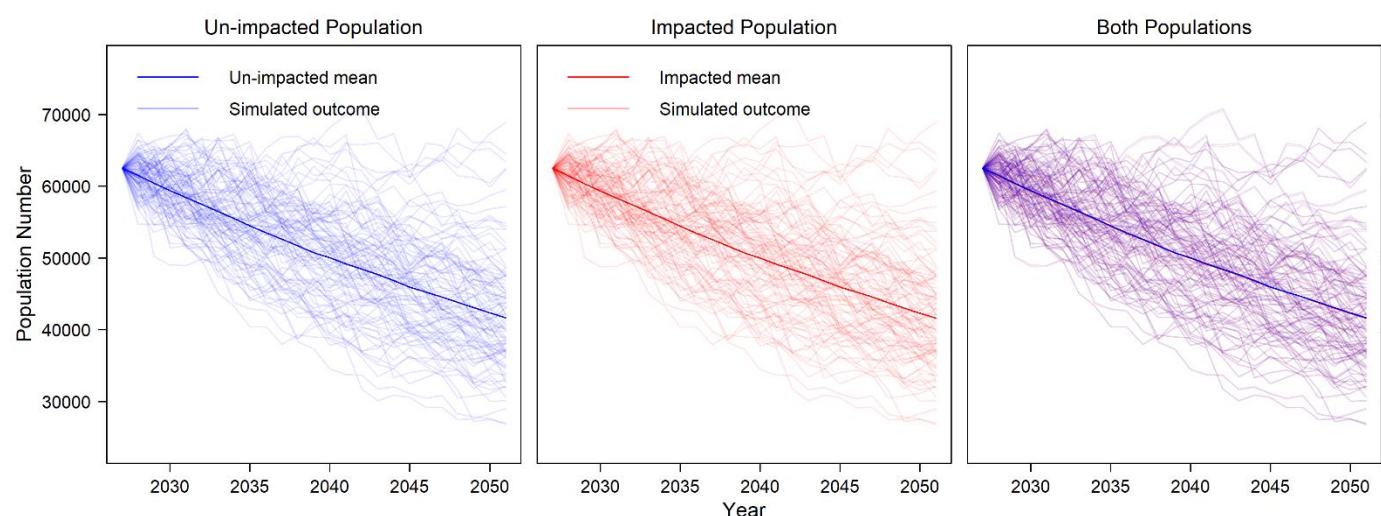 Un-impacted Population
Impacted Population
Both Populations
Un-impacted mean
Simulated outcome
Impacted mean
Simulated outcome
Population Number
70000
60000
50000
40000
30000
2030 2035 2040 2045 2050
2030 2035 2040 2045 2050
2030 2035 2040 2045 2050
Year